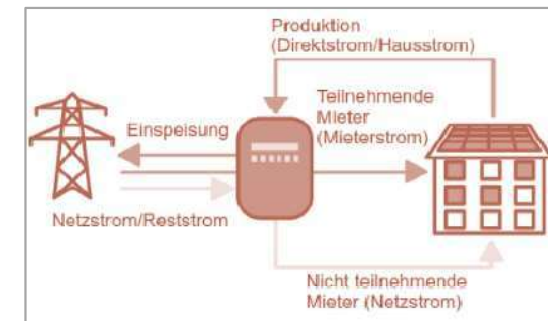 Produktion
(Direktstrom/Hausstrom)
Teilnehmende
Mieter
(Mieterstrom)
Einspeisung
Netzstrom/Reststrom
Nicht teilnehmende
Mieter (Netzstrom)